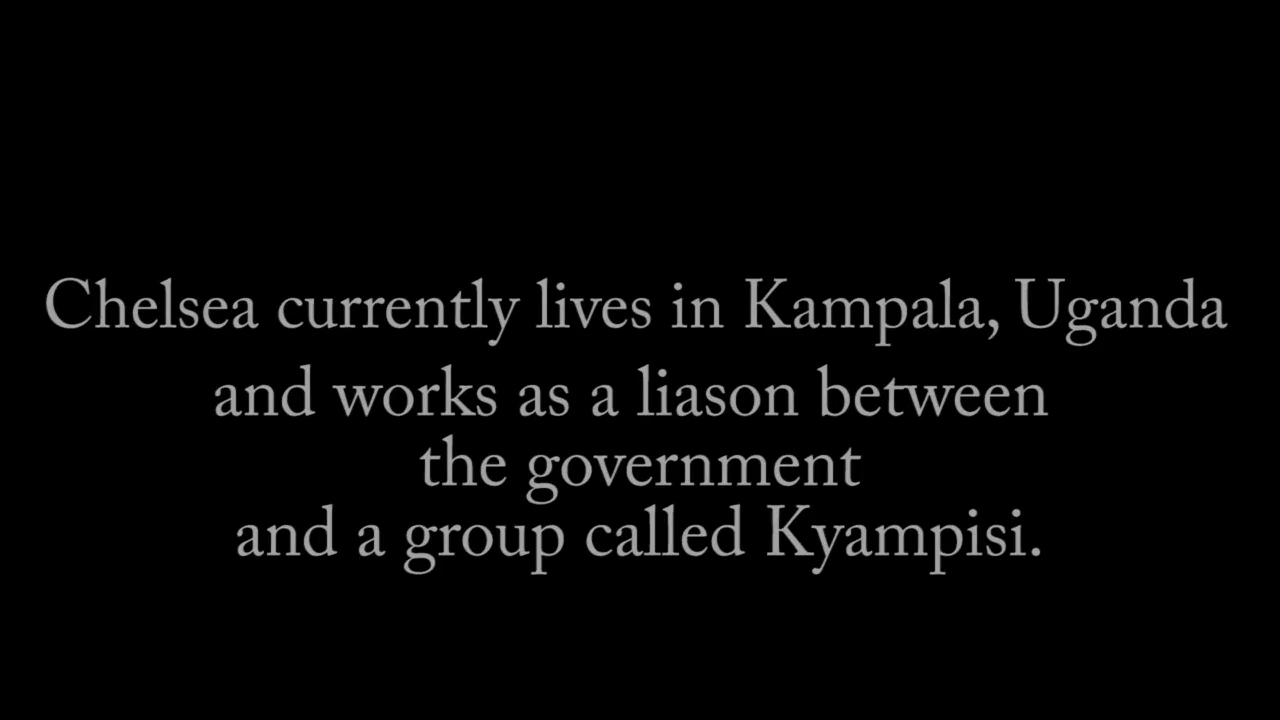 Chelsea currently lives in Kampala, Uganda
and works as a liason between
the government
and a group called Kyampisi.